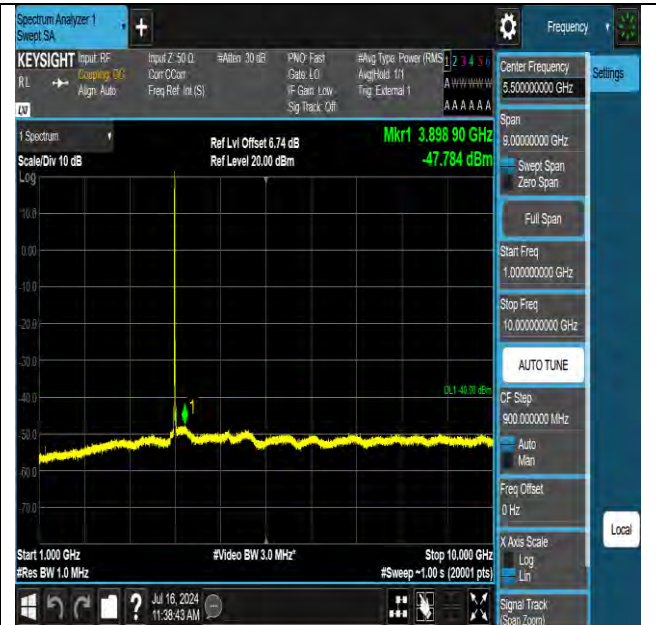 Spectrum Analyzer 1
Swept SA
+
Frequency
KEYSIGHT
Input: RF
Coupling: DC
Align: Auto
RL
LXI
Input Z: 50 Ω
Corr CCorr
Freq Ref: Int (S)
#Atten: 30 dB
PNO: Fast
Gate: LO
IF Gain: Low
Sig Track: Off
#Avg Type: Power (RMS
Avg|Hold: 1/1
Trig: External 1
1 2 3 4 5 6
A W W W W W
A A A A A A
1 Spectrum
Scale/Div 10 dB
Log
Ref Lvl Offset 6.74 dB
Ref Level 20.00 dBm
Mkr1 3.898 90 GHz
-47.784 dBm
10.0
0.00
-10.0
-20.0
-30.0
-40.0
-50.0
-60.0
-70.0
1
DL1 -40.00 dBm
Start 1.000 GHz
#Res BW 1.0 MHz
#Video BW 3.0 MHz*
Stop 10.000 GHz
#Sweep ~1.00 s (20001 pts)
Jul 16, 2024
11:38:43 AM
?
Center Frequency
5.500000000 GHz
Settings
Span
9.00000000 GHz
Swept Span
Zero Span
Full Span
Start Freq
1.000000000 GHz
Stop Freq
10.000000000 GHz
AUTO TUNE
CF Step
900.000000 MHz
Auto
Man
Freq Offset
0 Hz
X Axis Scale
Log
Lin
Local
Signal Track
(Span Zoom)